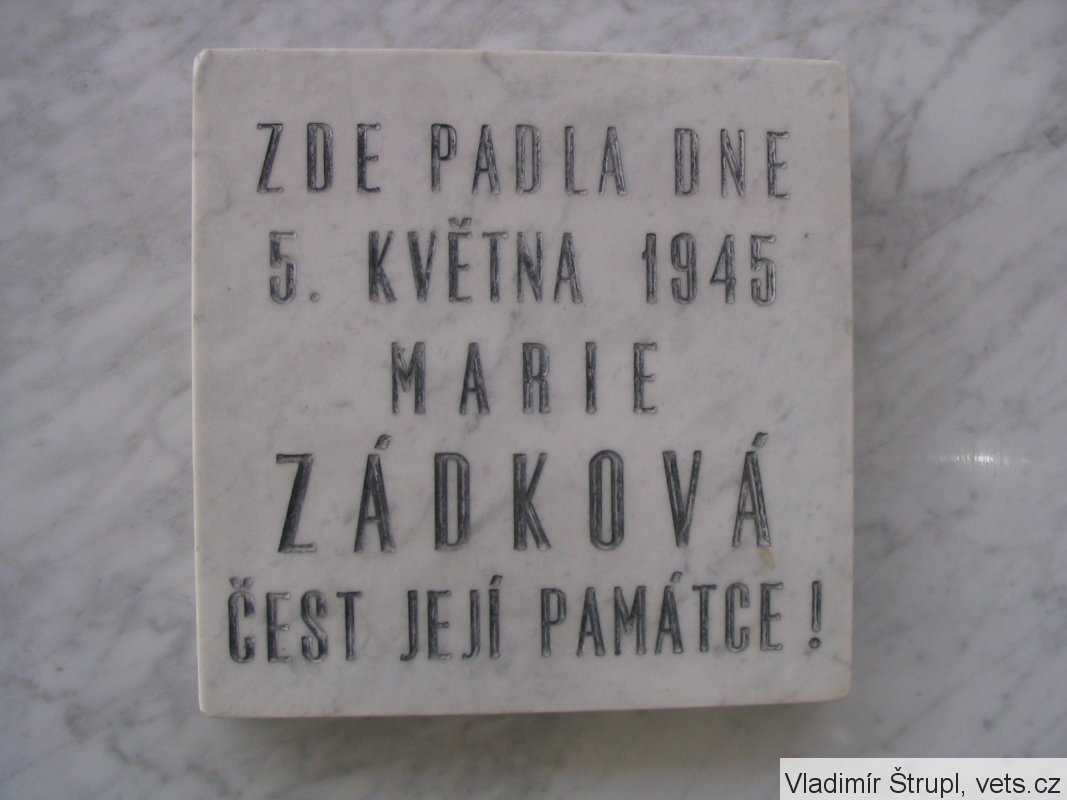 ZDE PADLA DNE
5. KVĚTNA 1945
MARIE
ZÁDKOVÁ
ČEST JEJÍ PAMÁTCE !
Vladimír Štrupl, vets.cz